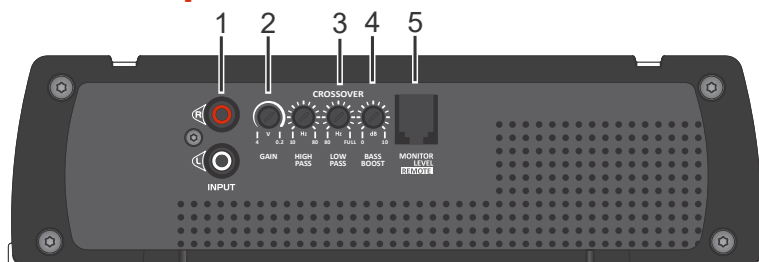 1 2 3 4 5
CROSSOVER
R
V Hz Hz dB
4 0.2 10 80 80 FULL 0 10
GAIN HIGH PASS LOW PASS BASS BOOST MONITOR LEVEL
REMOTE
L
INPUT